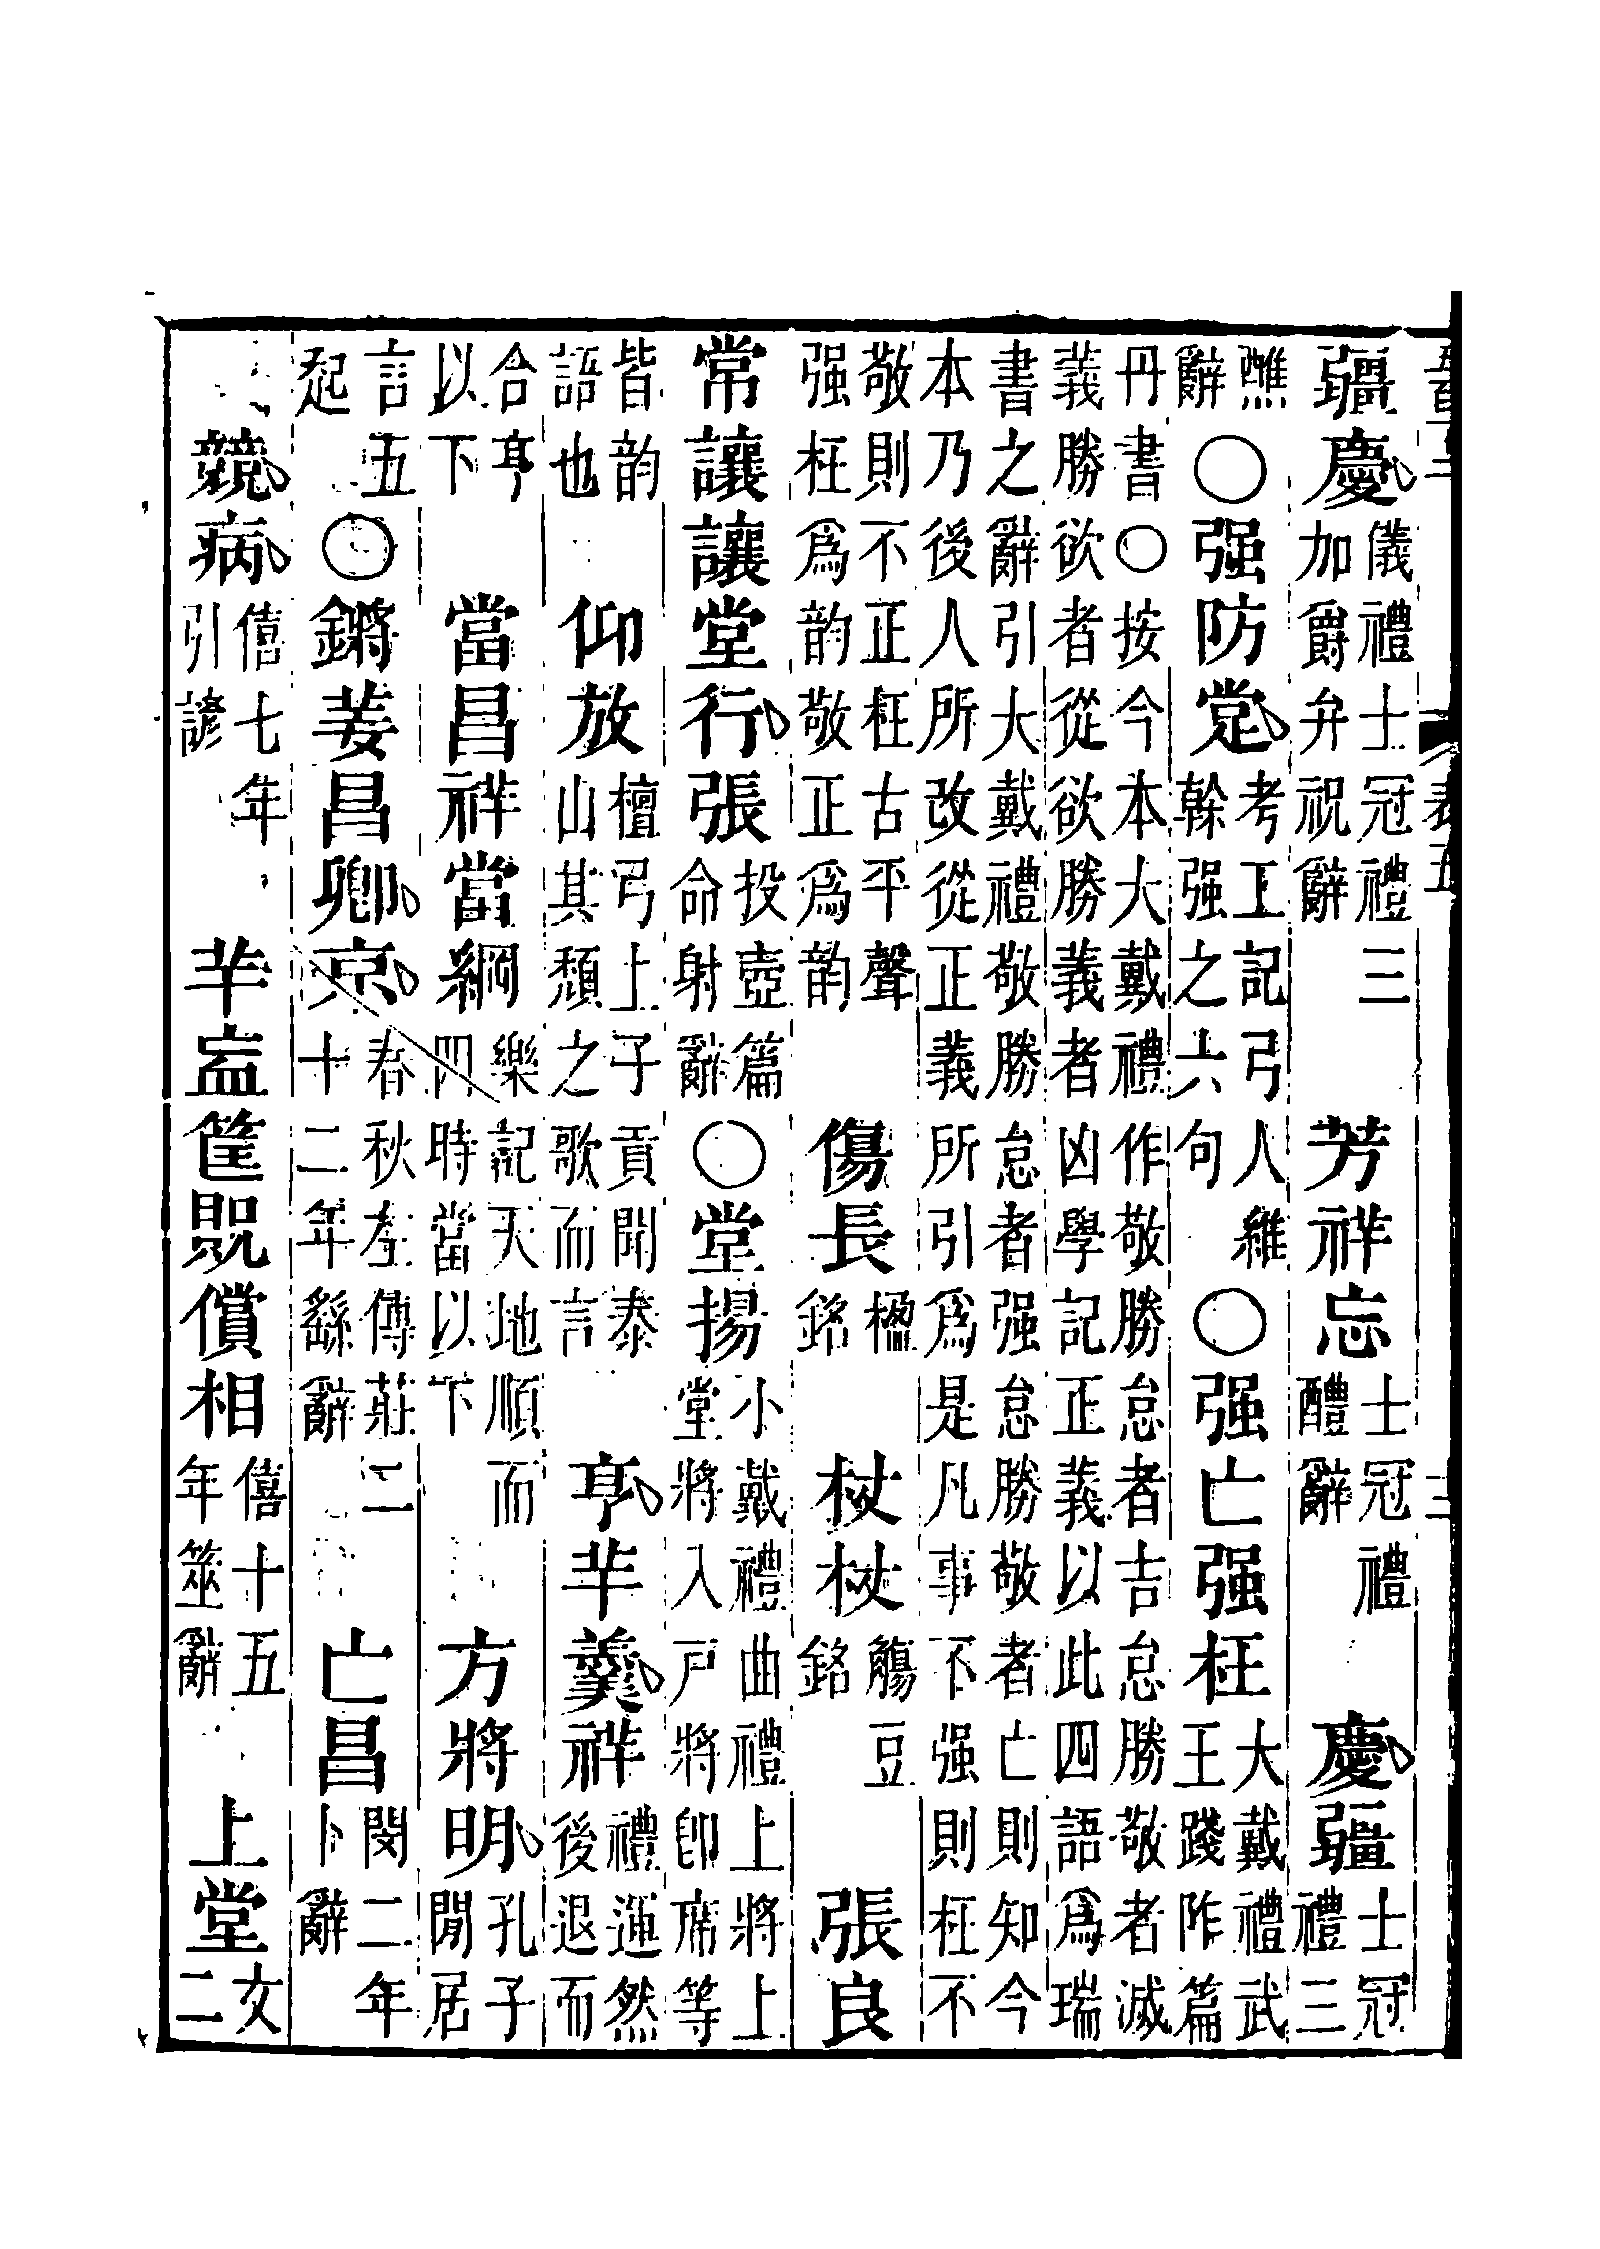 疆慶儀禮士冠禮三加爵弁祝辭　芳祥忘士冠禮醴辭　慶疆士冠禮三
醮辭○强防党考工記弓人維幹强之六句○强亡强枉大戴禮武王踐阼篇
丹書○按今本大戴禮作敬勝怠者吉怠勝敬者滅義勝欲者從欲勝義者凶學記正義以此四語爲瑞
書之辭引大戴禮敬勝怠者强怠勝敬者亡則知今本乃後人所改從正義所引爲是凡事不强則枉不
敬則不正枉古平聲强枉爲韵敬正爲韵　傷長楹銘　杖杖觴豆銘　張良
常讓讓堂行張投壺篇命射辭○堂揚小戴禮曲禮上將上堂將入戶將卽席等
皆韵語也　仰放檀弓上子貢聞泰山其頹之歌而言　亨羊羹祥禮運然後退而
合亨以下　當昌祥當綱樂記天地順而四時當以下　方將明孔子閒居
言五起　○鏘姜昌卿京春秋左傳莊二十二年繇辭　亡昌閔二年卜辭
競病僖七年引諺　羊衁筐貺償相僖十五年筮辭　上堂文二